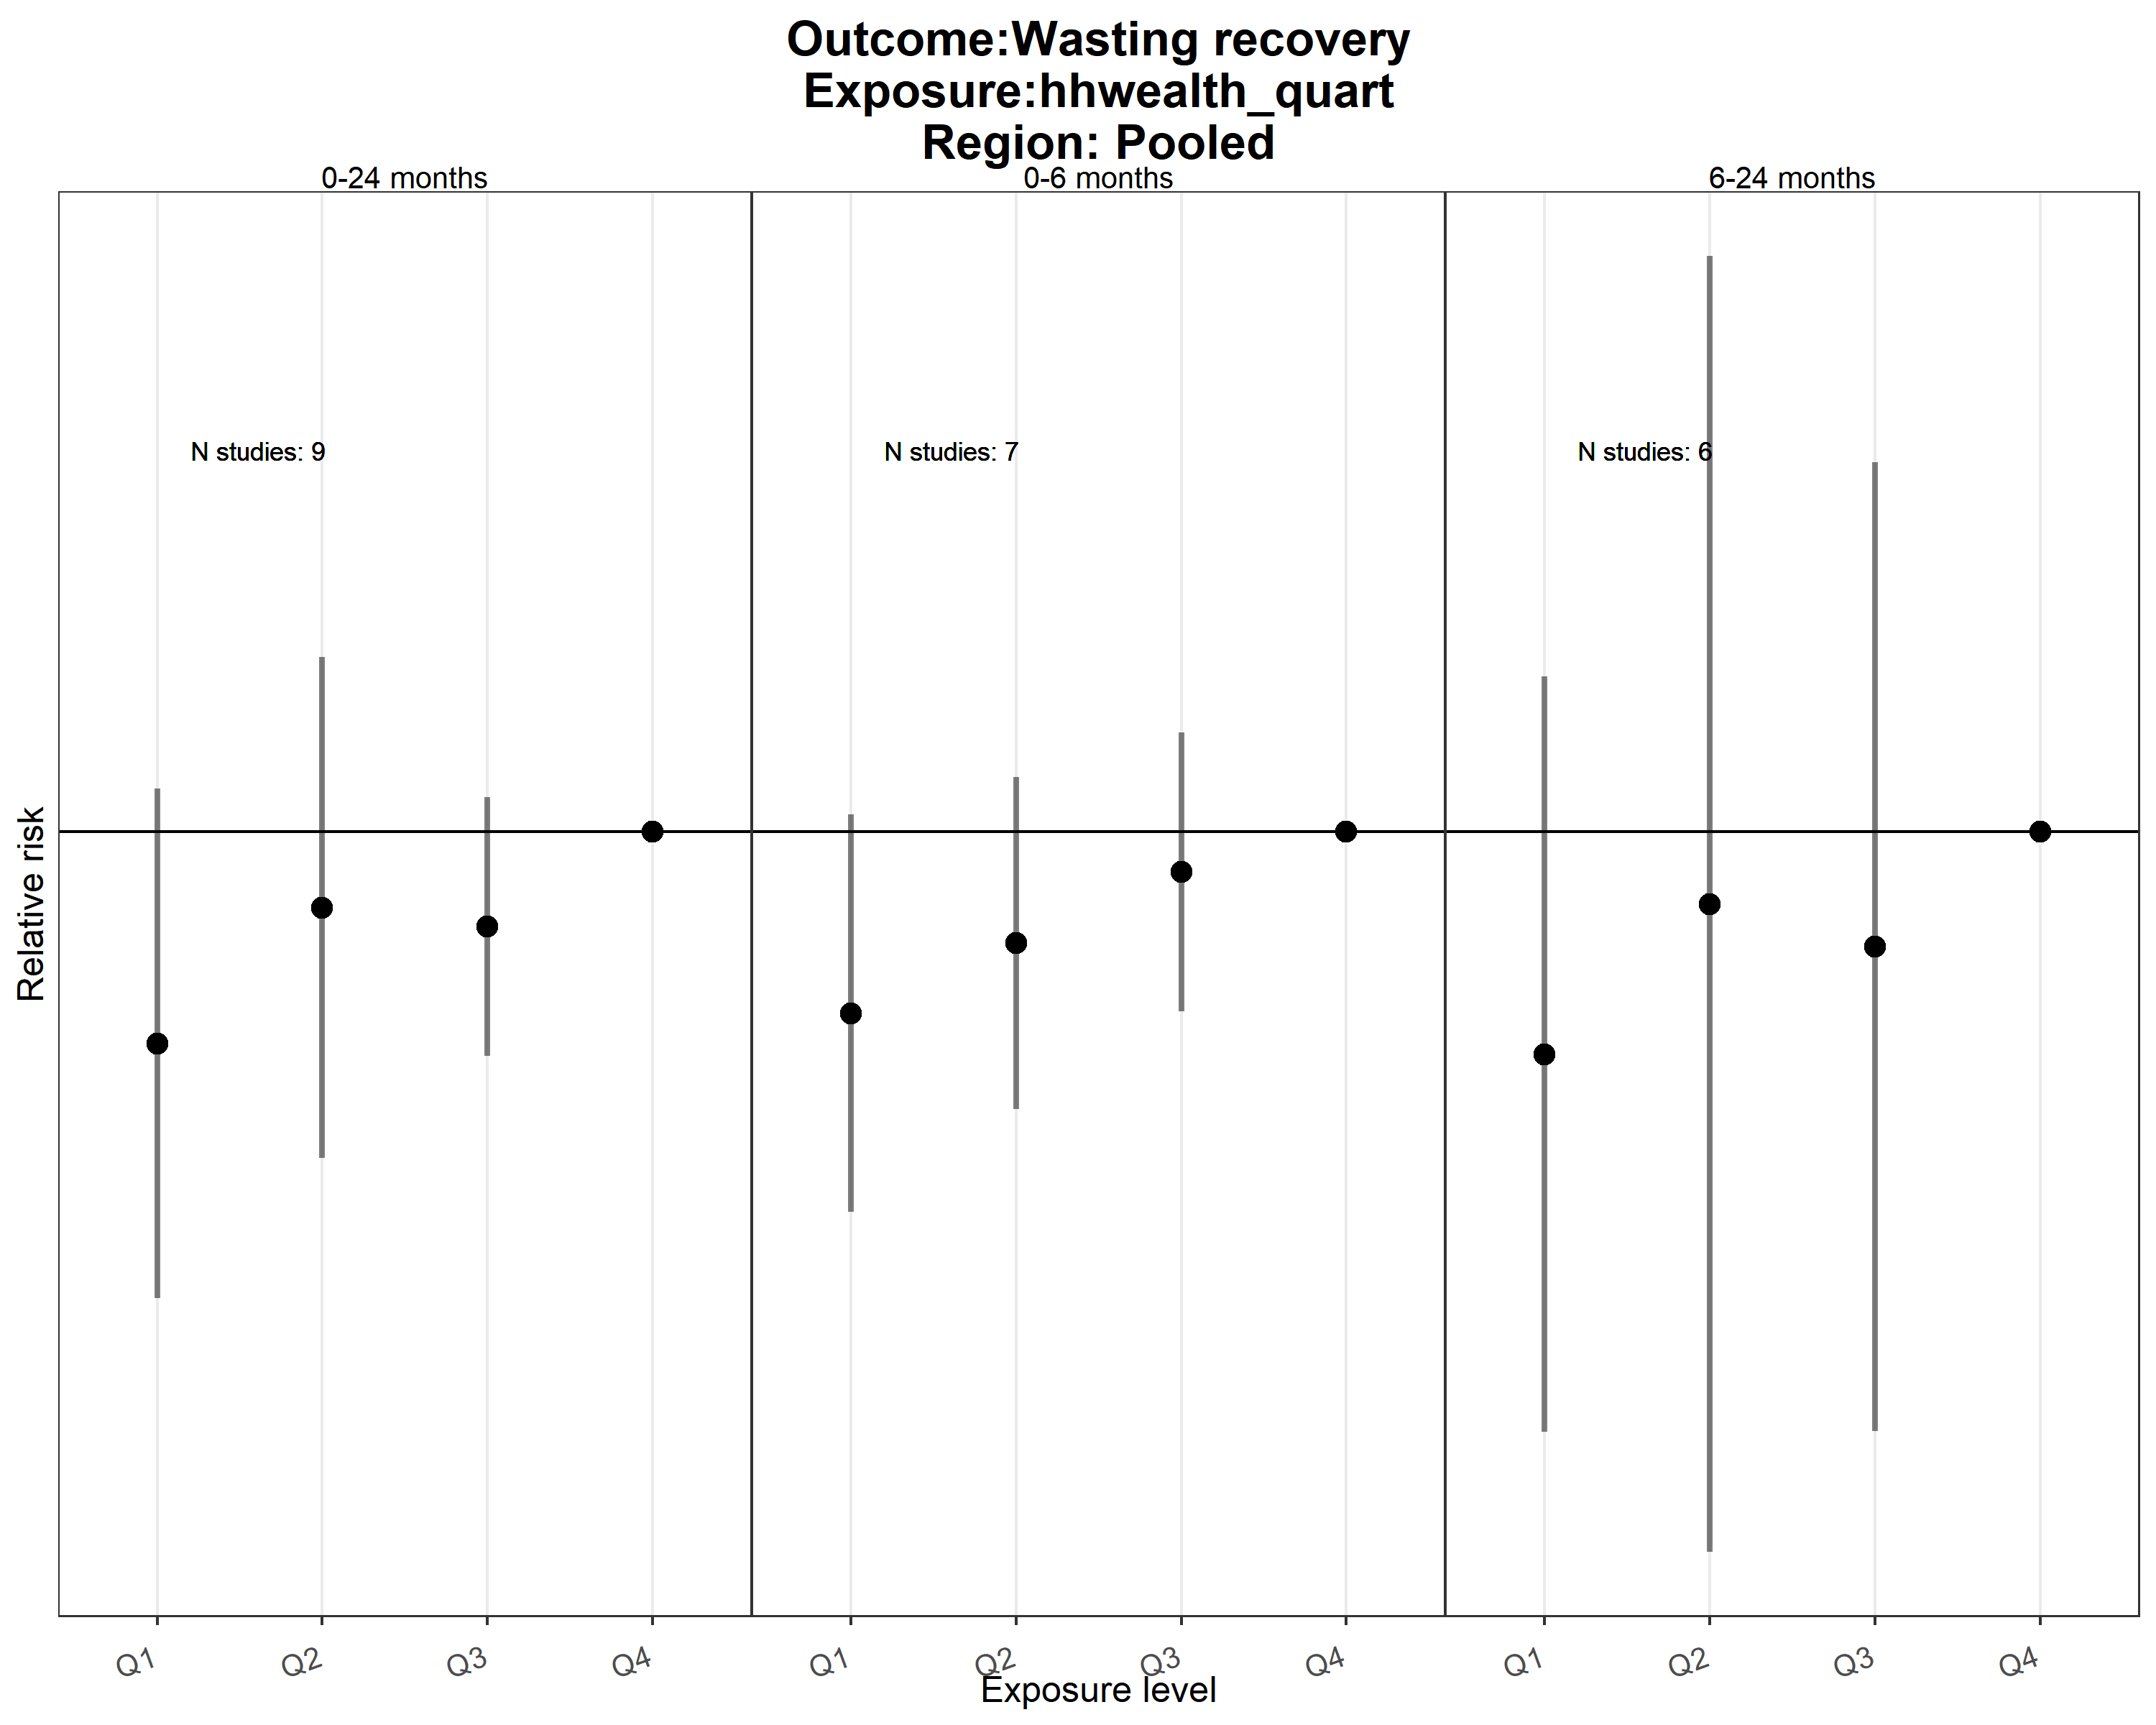 Outcome:Wasting recovery
Exposure:hhwealth_quart
Region: Pooled
0-24 months
0-6 months
6-24 months
N studies: 9
N studies: 7
N studies: 6
Relative risk
Q1
Q2
Q3
Q4
Q1
Q2
Q3
Q4
Q1
Q2
Q3
Q4
Exposure level